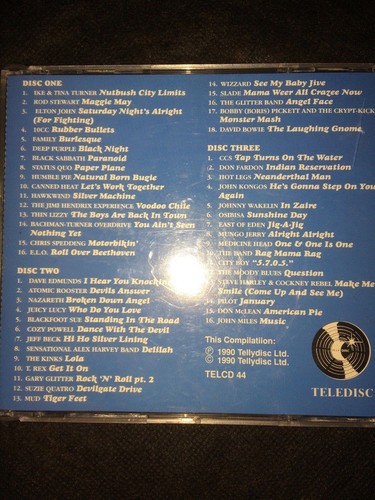 DISC ONE
1. IKE & TINA TURNER Nutbush City Limits
2. ROD STEWART Maggie May
3. ELTON JOHN Saturday Night's Alright
(For Fighting)
4. 10CC Rubber Bullets
5. FAMILY Burlesque
6. DEEP PURPLE Black Night
7. BLACK SABBATH Paranoid
8. STATUS QUO Paper Plane
9. HUMBLE PIE Natural Born Bugie
10. CANNED HEAT Let's Work Together
11. HAWKWIND Silver Machine
12. THE JIMI HENDRIX EXPERIENCE Voodoo Chile
13. THIN LIZZY The Boys Are Back In Town
14. BACHMAN-TURNER OVERDRIVE You Ain't Seen
Nothing Yet
15. CHRIS SPEDDING Motorbikin'
16. E.L.O. Roll Over Beethoven
DISC TWO
1. DAVE EDMUNDS I Hear You Knocking
2. ATOMIC ROOSTER Devils Answer
3. NAZARETH Broken Down Angel
4. JUICY LUCY Who Do You Love
5. BLACKFOOT SUE Standing In The Road
6. COZY POWELL Dance With The Devil
7. JEFF BECK Hi Ho Silver Lining
8. SENSATIONAL ALEX HARVEY BAND Delilah
9. THE KINKS Lola
10. T. REX Get It On
11. GARY GLITTER Rock 'N' Roll pt. 2
12. SUZIE QUATRO Devilgate Drive
13. MUD Tiger Feet
14. WIZZARD See My Baby Jive
15. SLADE Mama Weer All Crazee Now
16. THE GLITTER BAND Angel Face
17. BOBBY (BORIS) PICKETT AND THE CRYPT-KICK
Monster Mash
18. DAVID BOWIE The Laughing Gnome
DISC THREE
1. CCS Tap Turns On The Water
2. DON FARDON Indian Reservation
3. HOT LEGS Neanderthal Man
4. JOHN KONGOS He's Gonna Step On You
Again
5. JOHNNY WAKELIN In Zaire
6. OSIBISA Sunshine Day
7. EAST OF EDEN Jig-A-Jig
8. MUNGO JERRY Alright Alright
9. MEDICINE HEAD One & One Is One
10. THE BAND Rag Mama Rag
CITY BOY "5.7.0.5."
THE MOODY BLUES Question
STEVE HARLEY & COCKNEY REBEL Make Me
Smile (Come Up And See Me)
14. PILOT January
15. DON McLEAN American Pie
16. JOHN MILES Music
This Compilation:
Ⓟ 1990 Tellydisc Ltd.
© 1990 Tellydisc Ltd.
TELCD 44
TELEDISC